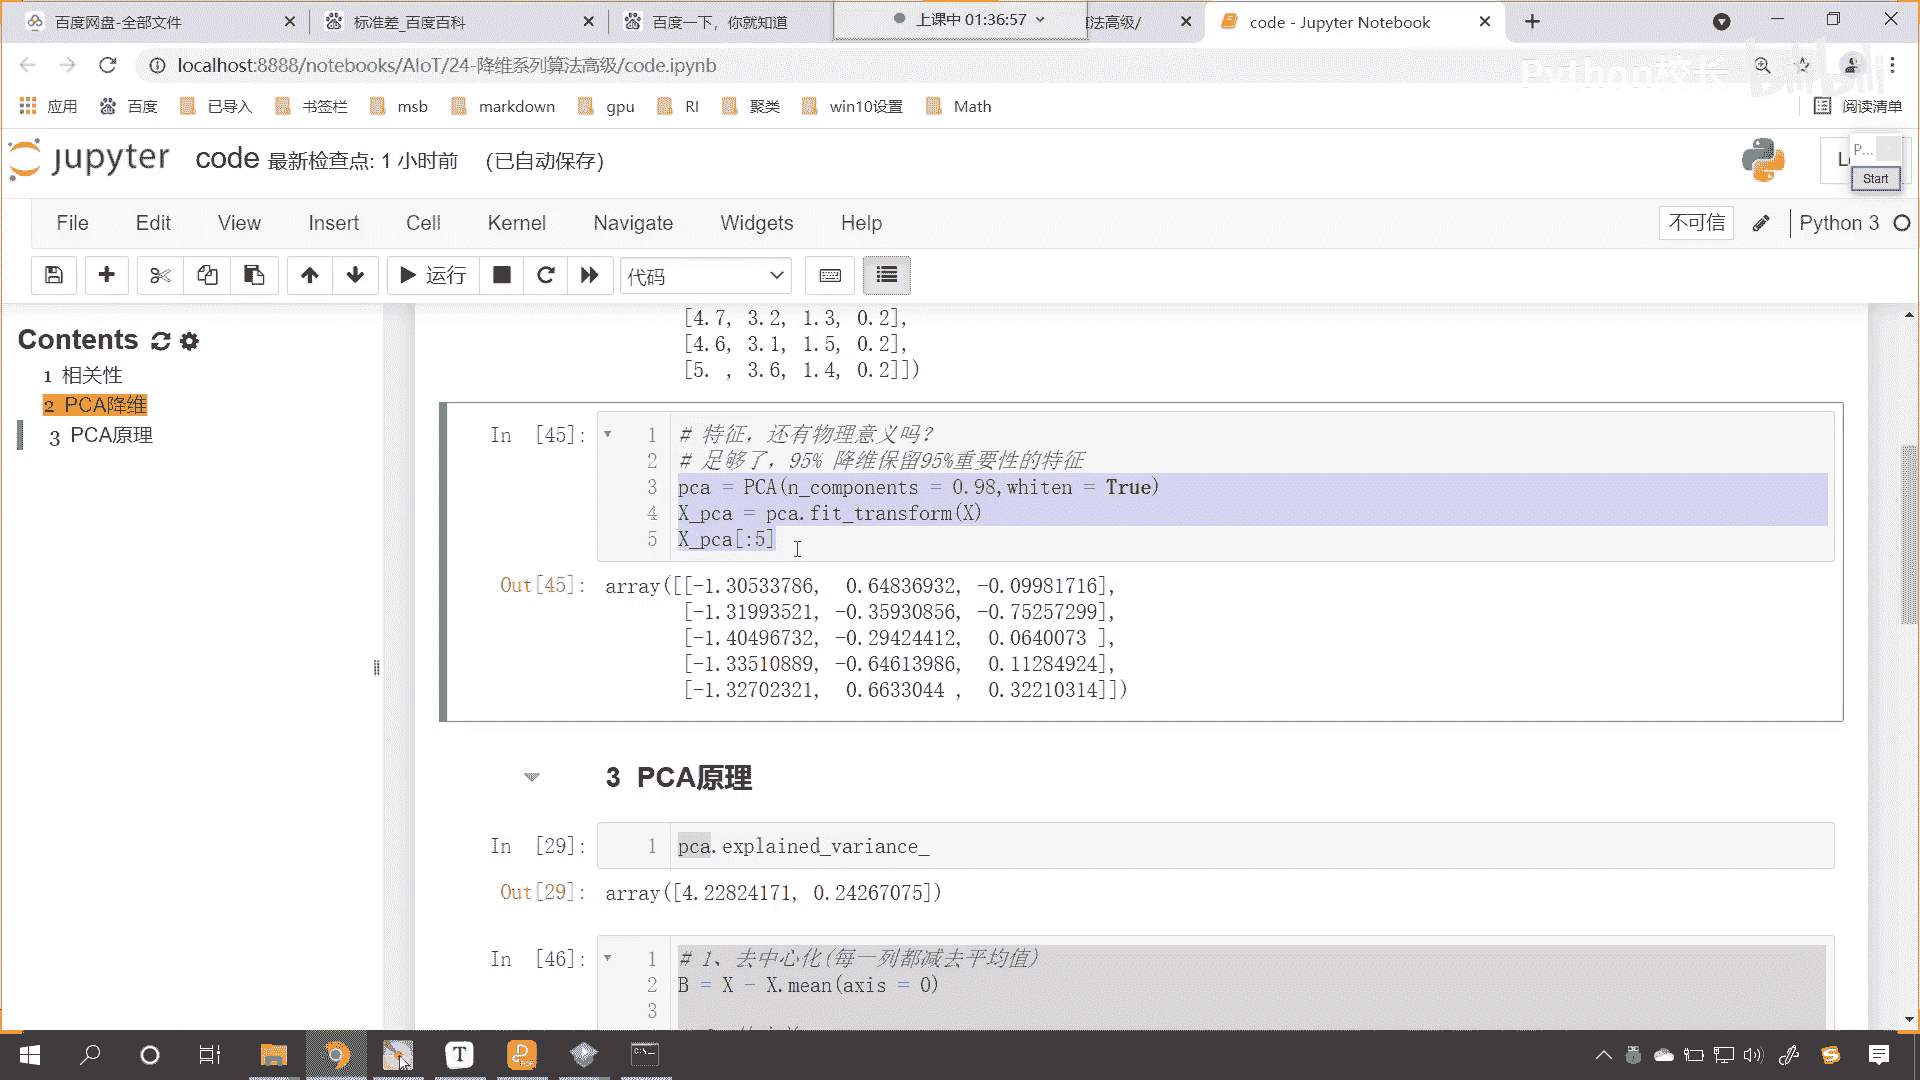 百度网盘-全部文件
标准差_百度百科
百度一下，你就知道
上课中 01:36:57
算法高级/
code - Jupyter Notebook
localhost:8888/notebooks/AIoT/24-降维系列算法高级/code.ipynb
Python校长
bilibili
应用 百度 已导入 书签栏 msb markdown gpu RI 聚类 win10设置 Math 阅读清单
jupyter code 最新检查点: 1 小时前 (已自动保存)
P...
Start
File Edit View Insert Cell Kernel Navigate Widgets Help 不可信 Python 3
运行 代码
Contents
1 相关性
2 PCA降维
3 PCA原理
[4.7, 3.2, 1.3, 0.2],
[4.6, 3.1, 1.5, 0.2],
[5. , 3.6, 1.4, 0.2]])
In [45]:
1 # 特征，还有物理意义吗？
2 # 足够了，95% 降维保留95%重要性的特征
3 pca = PCA(n_components = 0.98,whiten = True)
4 X_pca = pca.fit_transform(X)
5 X_pca[:5]
Out[45]: array([[-1.30533786, 0.64836932, -0.09981716],
[-1.31993521, -0.35930856, -0.75257299],
[-1.40496732, -0.29424412, 0.0640073 ],
[-1.33510889, -0.64613986, 0.11284924],
[-1.32702321, 0.6633044 , 0.32210314]])
3 PCA原理
In [29]: 1 pca.explained_variance_
Out[29]: array([4.22824171, 0.24267075])
In [46]:
1 # 1、去中心化(每一列都减去平均值)
2 B = X - X.mean(axis = 0)
3